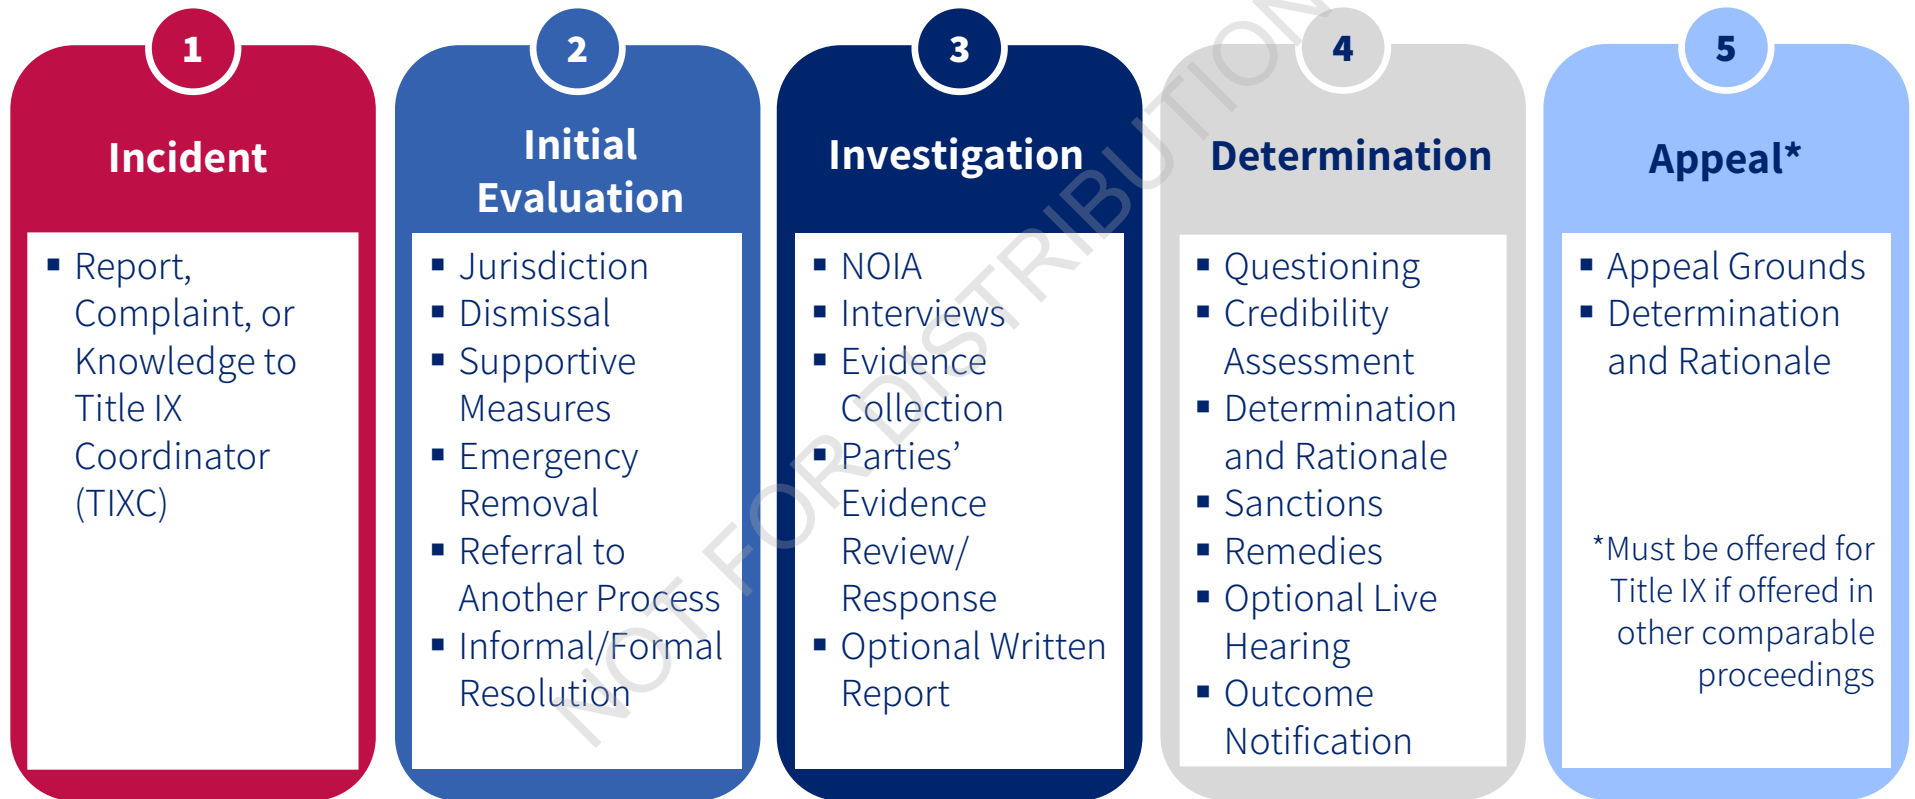 1
Incident
▪ Report,
Complaint, or
Knowledge to
Title IX
Coordinator
(TIXC)
2
Initial
Evaluation
▪ Jurisdiction
▪ Dismissal
▪ Supportive
Measures
▪ Emergency
Removal
▪ Referral to
Another Process
▪ Informal/Formal
Resolution
3
Investigation
▪ NOIA
▪ Interviews
▪ Evidence
Collection
▪ Parties’
Evidence
Review/
Response
▪ Optional Written
Report
4
Determination
▪ Questioning
▪ Credibility
Assessment
▪ Determination
and Rationale
▪ Sanctions
▪ Remedies
▪ Optional Live
Hearing
▪ Outcome
Notification
5
Appeal*
▪ Appeal Grounds
▪ Determination
and Rationale
*Must be offered for
Title IX if offered in
other comparable
proceedings
NOT FOR DISTRIBUTION